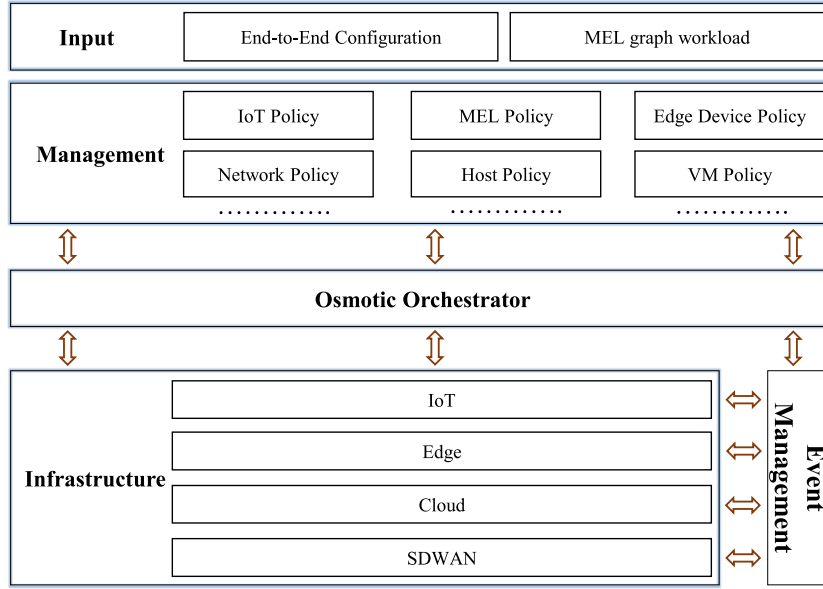 Input
End-to-End Configuration
MEL graph workload
Management
IoT Policy
MEL Policy
Edge Device Policy
Network Policy
Host Policy
VM Policy
.............
.............
.............
Osmotic Orchestrator
Infrastructure
IoT
Edge
Cloud
SDWAN
Event
Management